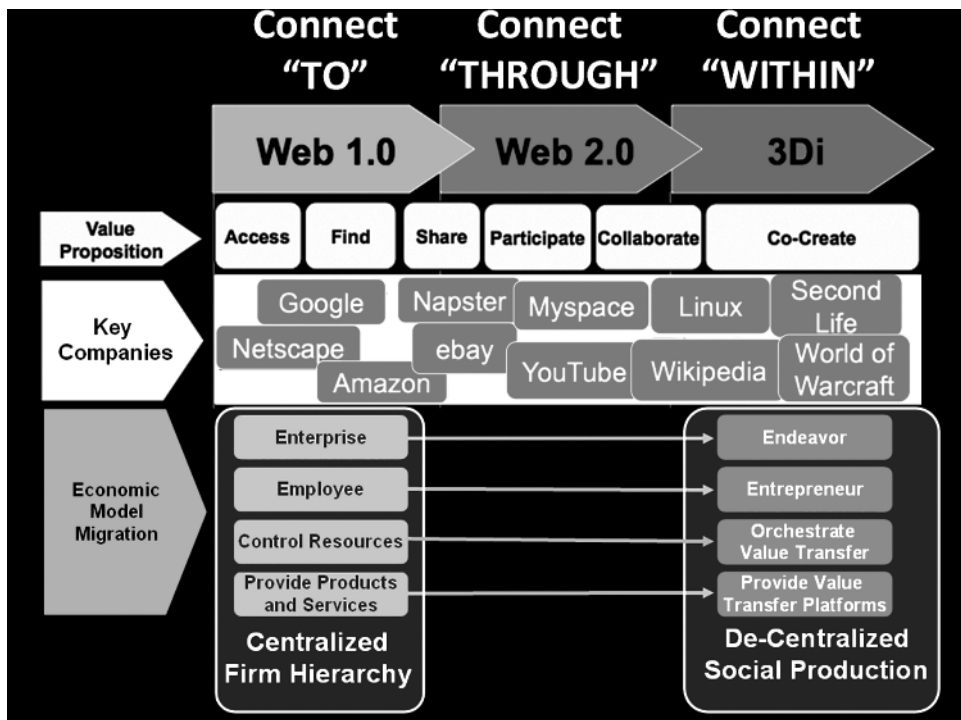 Connect
“TO”
Connect
“THROUGH”
Connect
“WITHIN”
Web 1.0
Web 2.0
3Di
Value
Proposition
Access
Find
Share
Participate
Collaborate
Co-Create
Key
Companies
Google
Napster
Myspace
Linux
Second
Life
Netscape
Amazon
ebay
YouTube
Wikipedia
World of
Warcraft
Economic
Model
Migration
Enterprise
Endeavor
Employee
Entrepreneur
Control Resources
Orchestrate
Value Transfer
Provide Products
and Services
Provide Value
Transfer Platforms
Centralized
Firm Hierarchy
De-Centralized
Social Production